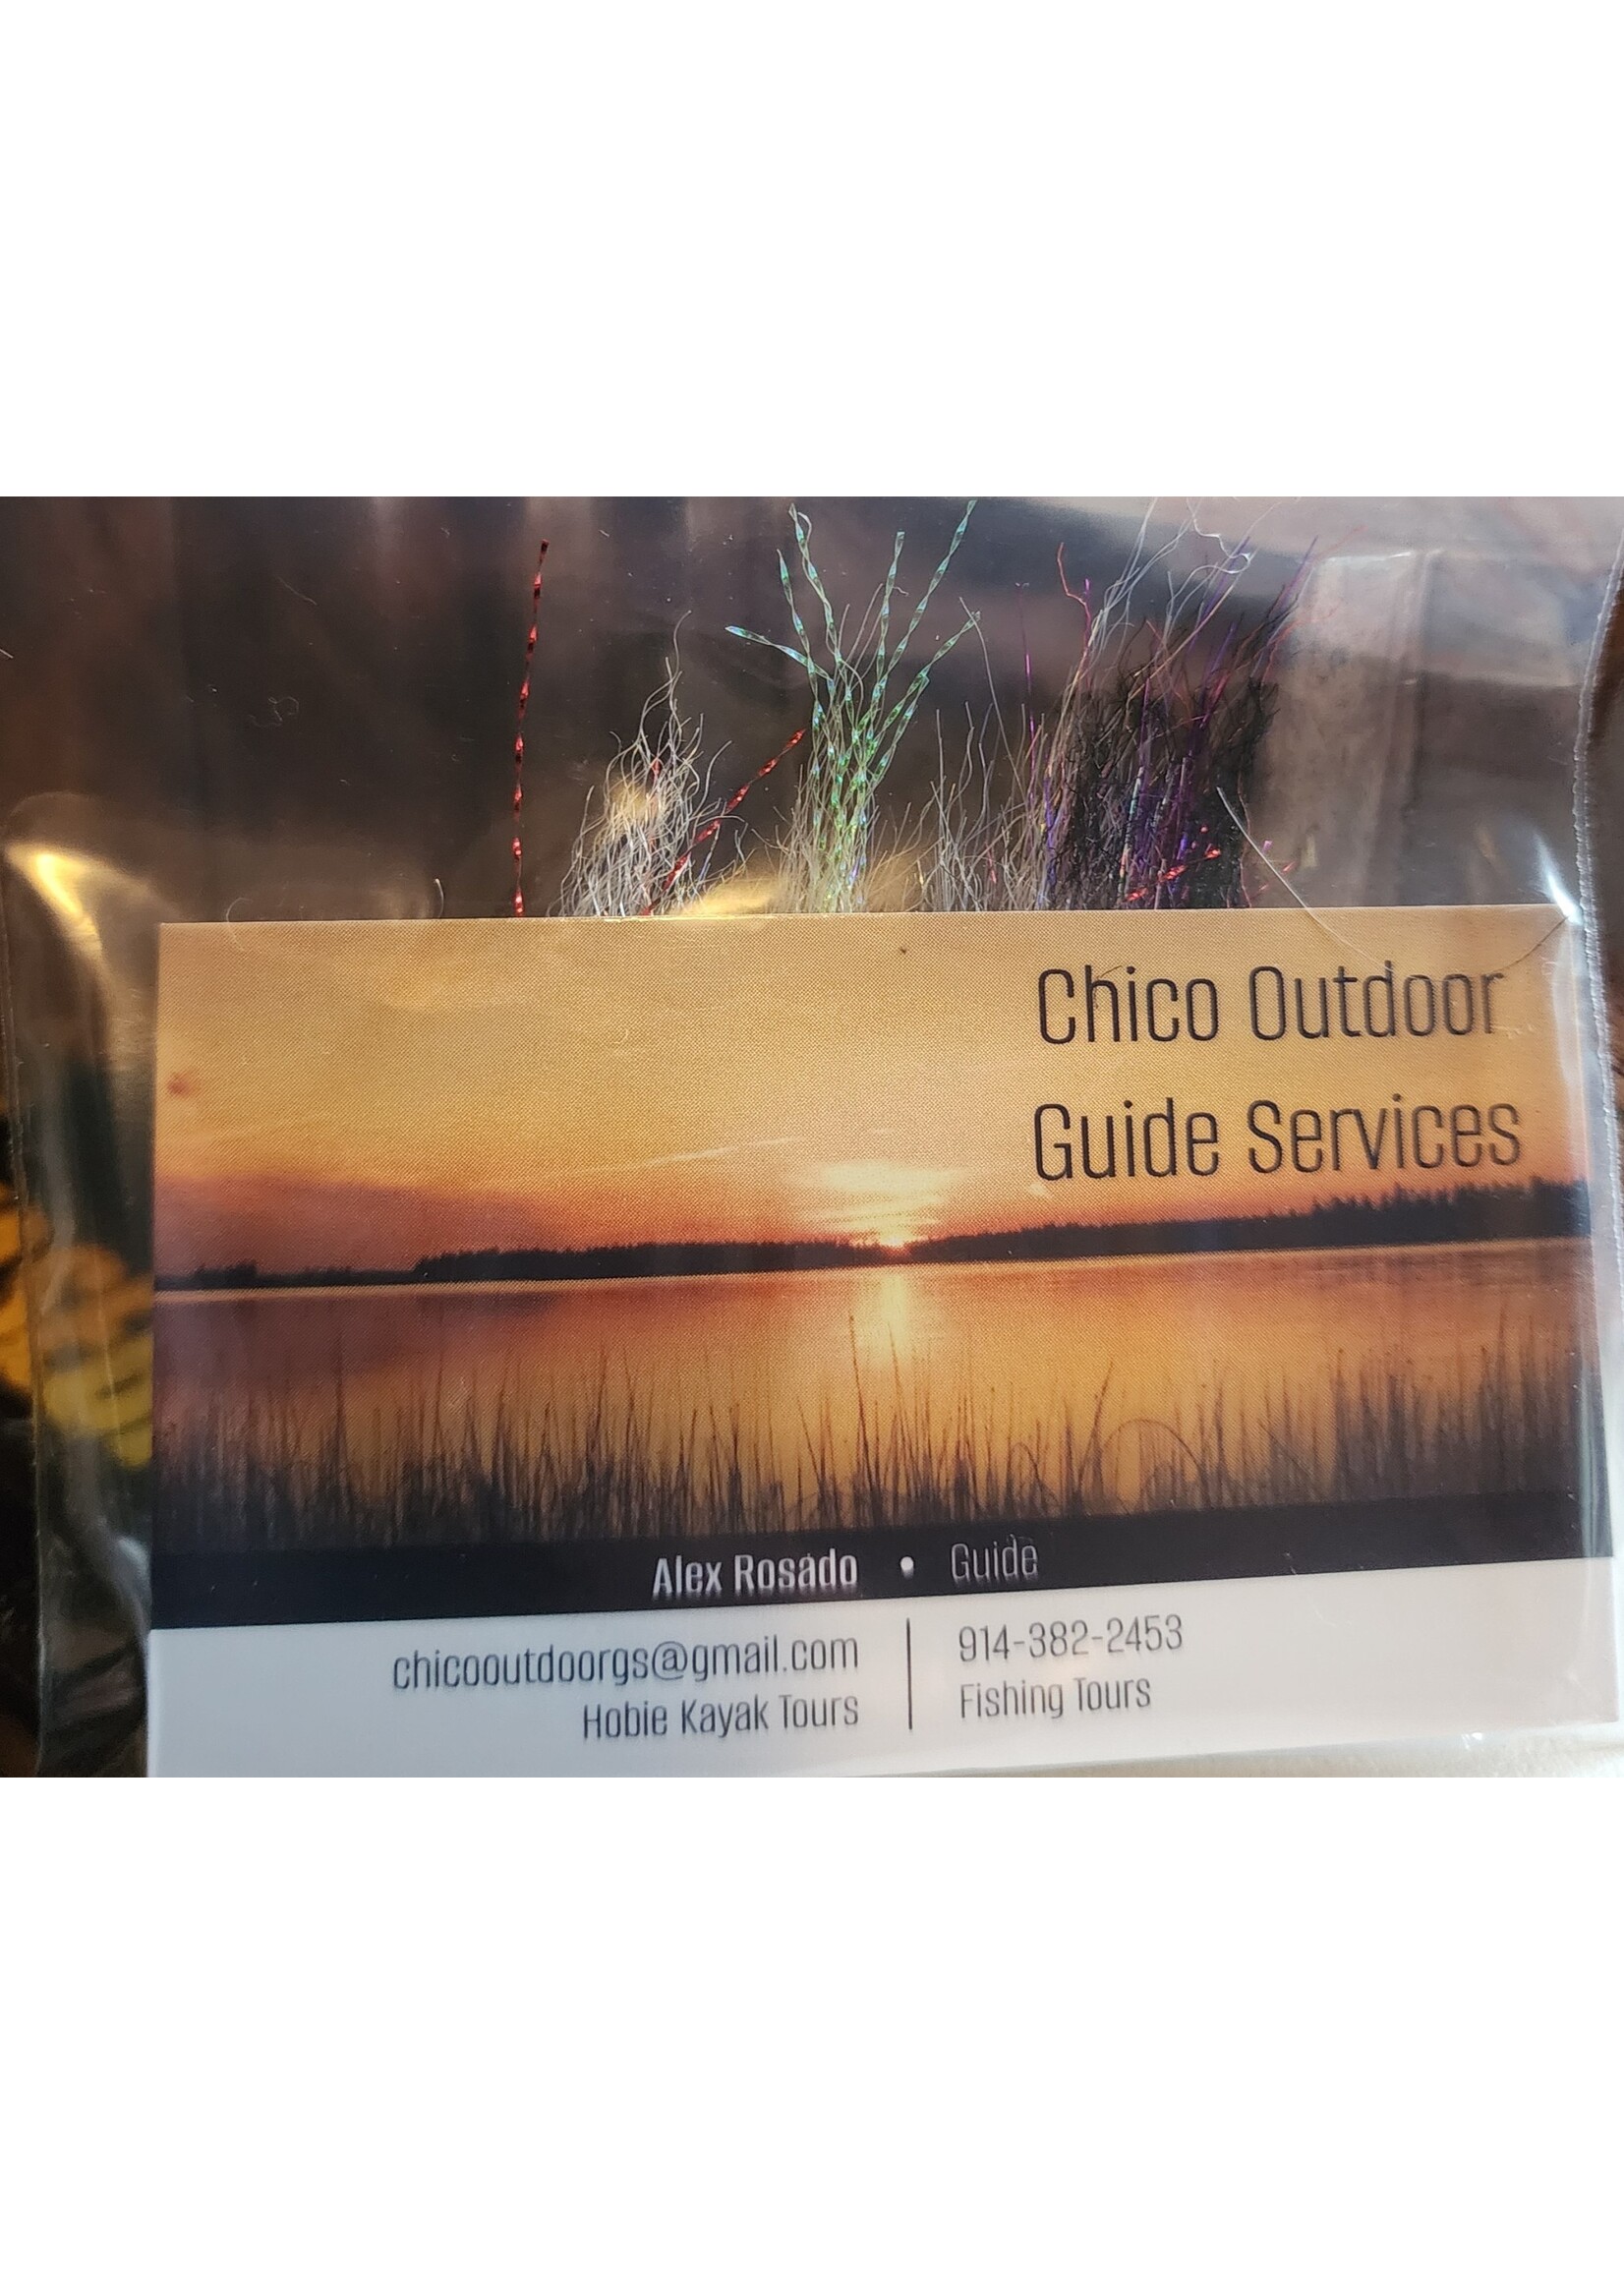 Chico Outdoor
Guide Services
Alex Rosado • Guide
chicooutdoorgs@gmail.com
Hobie Kayak Tours
914-382-2453
Fishing Tours